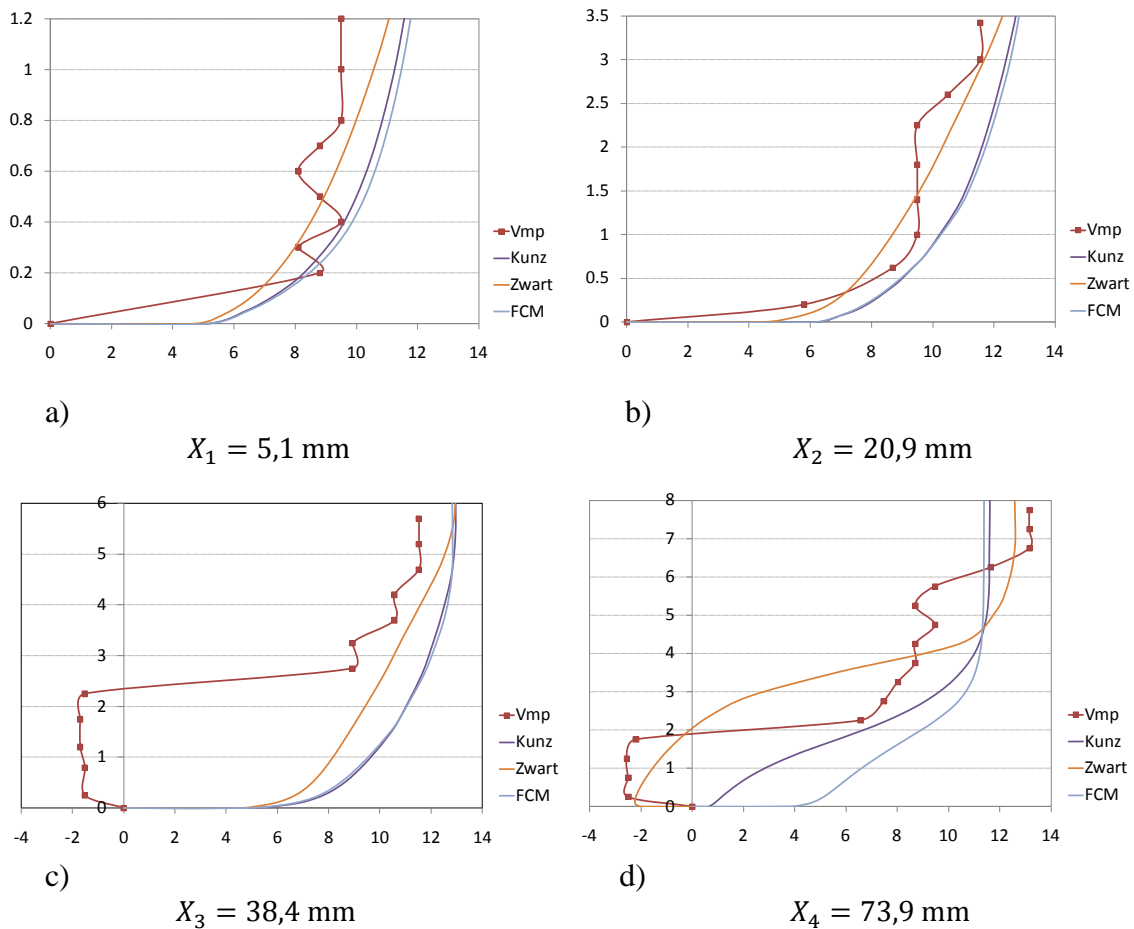 1.2
1
0.8
0.6
0.4
0.2
0
0 2 4 6 8 10 12 14
Vmp
Kunz
Zwart
FCM
a)
X₁ = 5,1 mm
3.5
3
2.5
2
1.5
1
0.5
0
0 2 4 6 8 10 12 14
Vmp
Kunz
Zwart
FCM
b)
X₂ = 20,9 mm
6
5
4
3
2
1
0
-4 -2 0 2 4 6 8 10 12 14
Vmp
Kunz
Zwart
FCM
c)
X₃ = 38,4 mm
8
7
6
5
4
3
2
1
0
-4 -2 0 2 4 6 8 10 12 14
Vmp
Kunz
Zwart
FCM
d)
X₄ = 73,9 mm